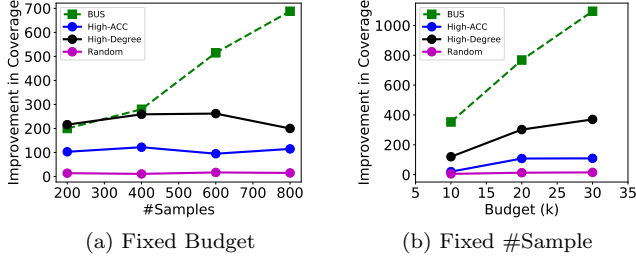 Improvement in Coverage
700
600
500
400
300
200
100
0
BUS
High-ACC
High-Degree
Random
200 300 400 500 600 700 800
#Samples
(a) Fixed Budget
Improvement in Coverage
1000
800
600
400
200
0
BUS
High-ACC
High-Degree
Random
5 10 15 20 25 30 35
Budget (k)
(b) Fixed #Sample